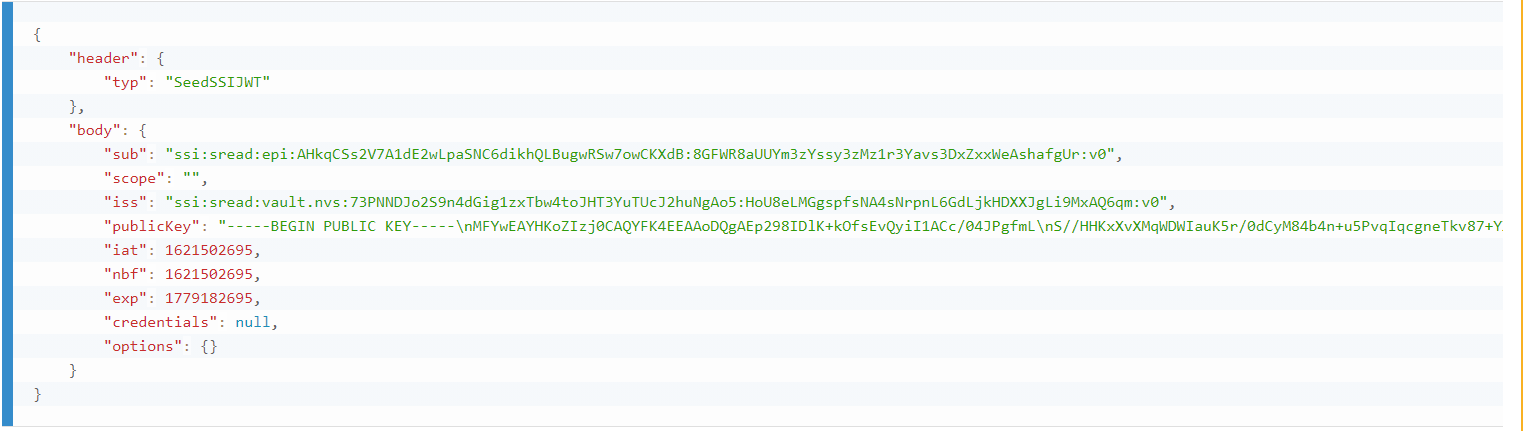 {
    "header": {
        "typ": "SeedSSIJWT"
    },
    "body": {
        "sub": "ssi:sread:epi:AHkqCSs2V7A1dE2wLpaSNC6dikhQLBugwRSw7owCKXdB:8GFWR8aUUYm3zYssy3zMz1r3Yavs3DxZxxWeAshafgUr:v0",
        "scope": "",
        "iss": "ssi:sread:vault.nvs:73PNNDJo2S9n4dGig1zxTbw4toJHT3YuTUcJ2huNgAo5:HoU8eLMGgspfsNA4sNrpnL6GdLjkHDXXJgLi9MxAQ6qm:v0",
        "publicKey": "-----BEGIN PUBLIC KEY-----\nMFYwEAYHKoZIzj0CAQYFK4EEAAoDQgAEp298IDlK+kOfsEvQyiI1ACc/04JPgfmL\nS//HHKxXvXMqWDWIauK5r/0dCyM84b4n+u5PvqIqcgneTkv87+Y
        "iat": 1621502695,
        "nbf": 1621502695,
        "exp": 1779182695,
        "credentials": null,
        "options": {}
    }
}